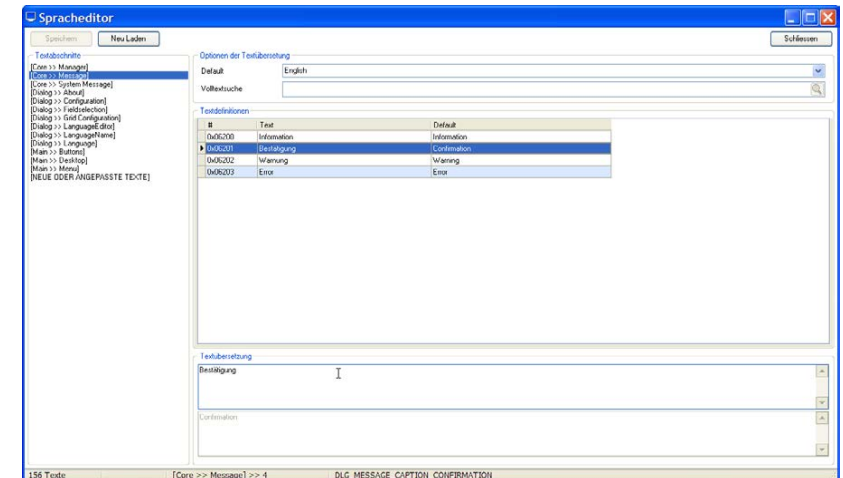 Spracheditor
Speichern
Neu Laden
Schliessen
Textabschnitte
[Core >> Manager]
[Core >> Message]
[Core >> System Message]
[Dialog >> About]
[Dialog >> Configuration]
[Dialog >> Fieldselection]
[Dialog >> Grid Configuration]
[Dialog >> LanguageEditor]
[Dialog >> LanguageName]
[Dialog >> Language]
[Main >> Buttons]
[Main >> Desktop]
[Main >> Menu]
[NEUE ODER ANGEPASSTE TEXTE]
Optionen der Textübersetung
Default English
Volltextsuche
Textdefinitionen
# Text Default
0x06200 Information Information
0x06201 Bestätigung Confirmation
0x06202 Warnung Warning
0x06203 Error Error
Textübersetzung
Bestätigung
Confirmation
156 Texte [Core >> Message] >> 4 DLG_MESSAGE_CAPTION_CONFIRMATION